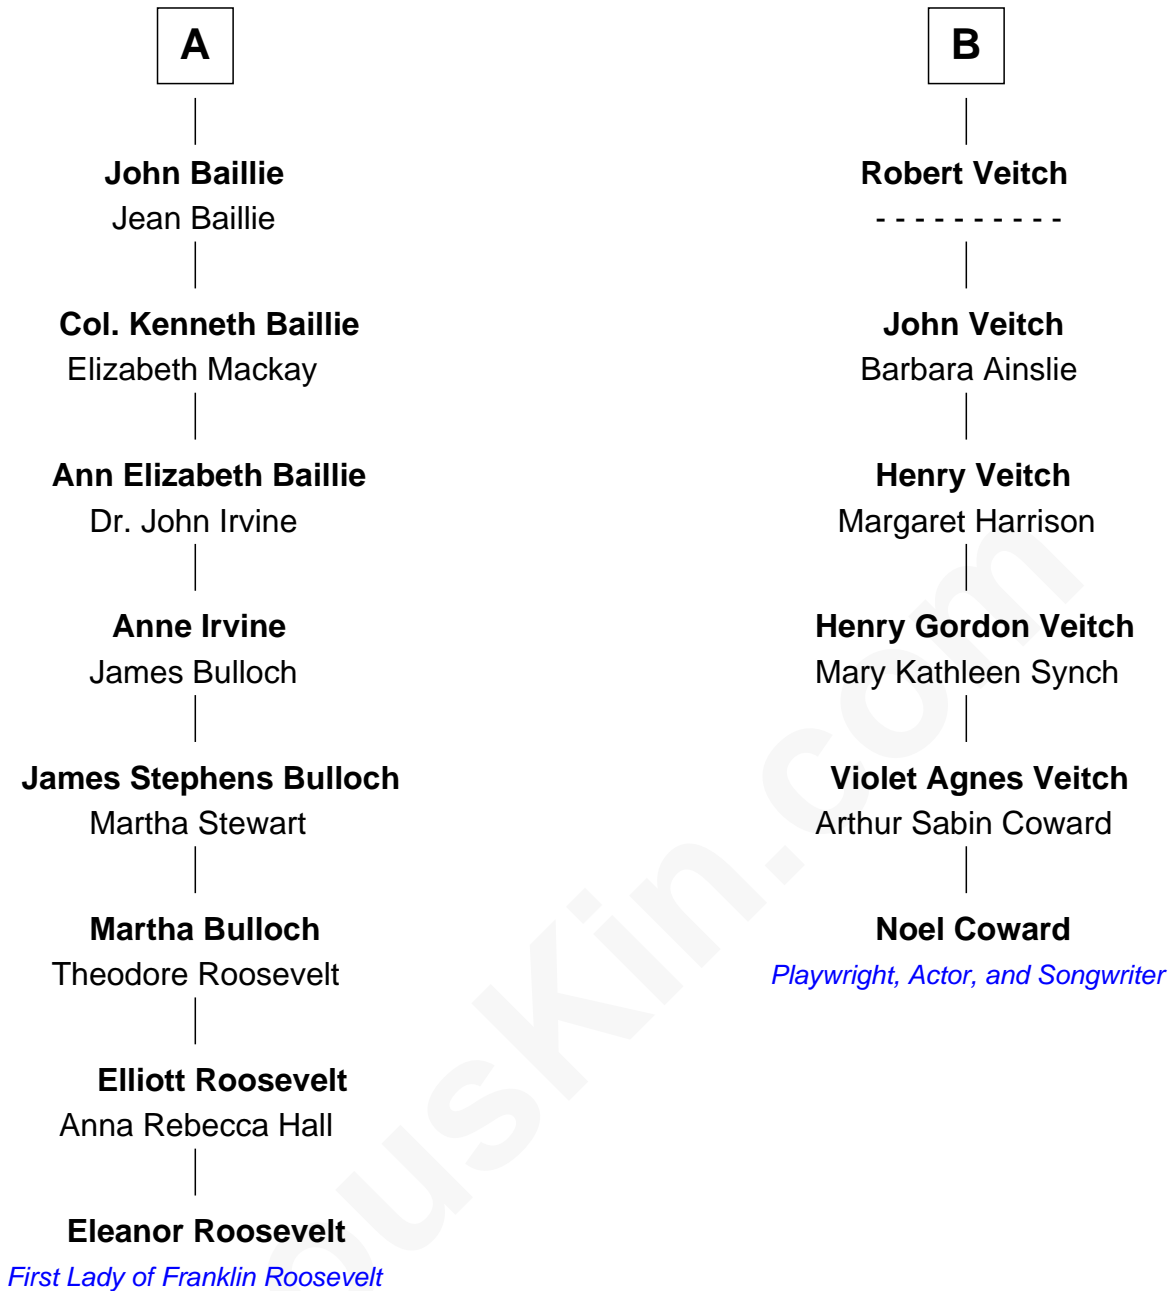 A
John Baillie
Jean Baillie
Col. Kenneth Baillie
Elizabeth Mackay
Ann Elizabeth Baillie
Dr. John Irvine
Anne Irvine
James Bulloch
James Stephens Bulloch
Martha Stewart
Martha Bulloch
Theodore Roosevelt
Elliott Roosevelt
Anna Rebecca Hall
Eleanor Roosevelt
First Lady of Franklin Roosevelt
B
Robert Veitch
- - - - - - - - - -
John Veitch
Barbara Ainslie
Henry Veitch
Margaret Harrison
Henry Gordon Veitch
Mary Kathleen Synch
Violet Agnes Veitch
Arthur Sabin Coward
Noel Coward
Playwright, Actor, and Songwriter
ousKin.com